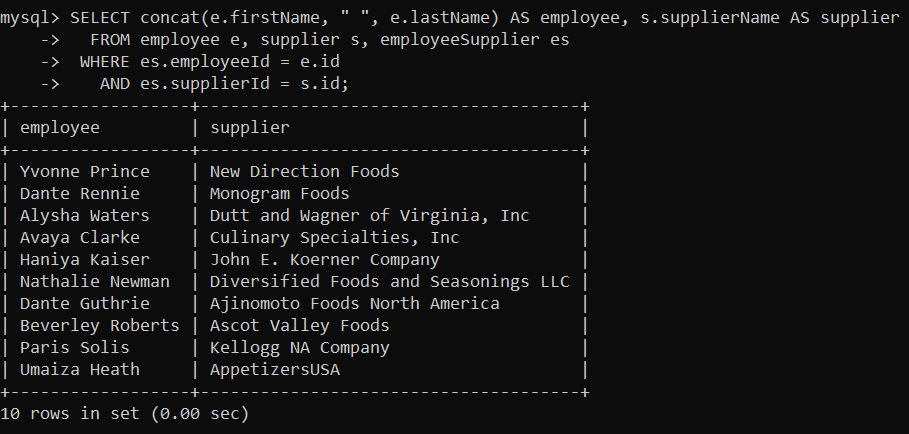 mysql> SELECT concat(e.firstName, " ", e.lastName) AS employee, s.supplierName AS supplier
    ->   FROM employee e, supplier s, employeeSupplier es
    ->  WHERE es.employeeId = e.id
    ->    AND es.supplierId = s.id;
+------------------+--------------------------------------+
| employee         | supplier                             |
+------------------+--------------------------------------+
| Yvonne Prince    | New Direction Foods                  |
| Dante Rennie     | Monogram Foods                       |
| Alysha Waters    | Dutt and Wagner of Virginia, Inc     |
| Avaya Clarke     | Culinary Specialties, Inc            |
| Haniya Kaiser    | John E. Koerner Company              |
| Nathalie Newman  | Diversified Foods and Seasonings LLC |
| Dante Guthrie    | Ajinomoto Foods North America        |
| Beverley Roberts | Ascot Valley Foods                   |
| Paris Solis      | Kellogg NA Company                   |
| Umaiza Heath     | AppetizersUSA                        |
+------------------+--------------------------------------+
10 rows in set (0.00 sec)